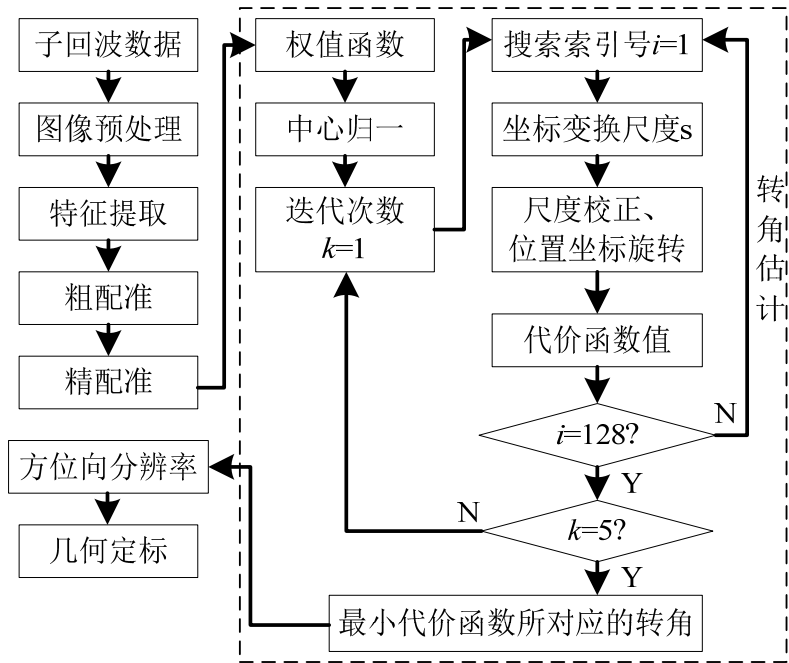 子回波数据
图像预处理
特征提取
粗配准
精配准
方位向分辨率
几何定标
权值函数
中心归一
迭代次数
k=1
搜索索引号i=1
坐标变换尺度s
尺度校正、
位置坐标旋转
代价函数值
i=128?
N
Y
k=5?
N
Y
最小代价函数所对应的转角
转角估计